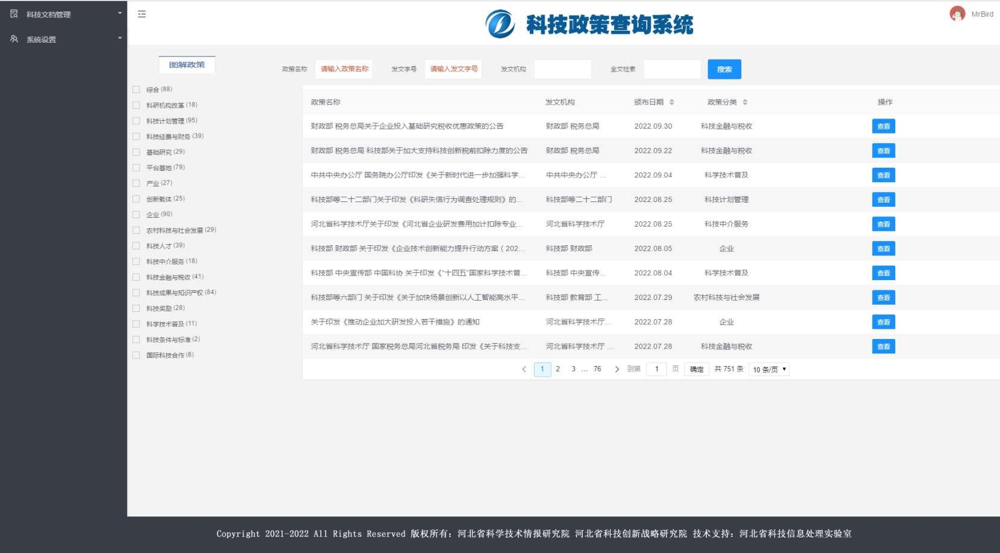 科技文档管理
系统设置
科技政策查询系统
MrBird
图解政策
政策名称 请输入政策名称 发文字号 请输入发文字号 发文机构 全文检索 搜索
综合 (88)
科研机构改革 (18)
科技计划管理 (95)
科技经费与财务 (39)
基础研究 (29)
平台基地 (79)
产业 (27)
创新载体 (25)
企业 (90)
农村科技与社会发展 (29)
科技人才 (39)
科技中介服务 (18)
科技金融与税收 (41)
科技成果与知识产权 (84)
科技奖励 (28)
科学技术普及 (11)
科技条件与标准 (2)
国际科技合作 (8)
政策名称 发文机构 颁布日期 政策分类 操作
财政部 税务总局关于企业投入基础研究税收优惠政策的公告 财政部 税务总局 2022.09.30 科技金融与税收 查看
财政部 税务总局 科技部关于加大支持科技创新税前扣除力度的公告 财政部 税务总局 2022.09.22 科技金融与税收 查看
中共中央办公厅 国务院办公厅印发《关于新时代进一步加强科学... 中共中央办公厅 ... 2022.09.04 科学技术普及 查看
科技部等二十二部门关于印发《科研失信行为调查处理规则》的... 科技部等二十二部门 2022.08.25 科技计划管理 查看
河北省科学技术厅关于印发《河北省企业研发费用加计扣除专业... 河北省科学技术厅 2022.08.25 科技中介服务 查看
科技部 财政部 关于印发《企业技术创新能力提升行动方案（202... 科技部 财政部 2022.08.05 企业 查看
科技部 中央宣传部 中国科协 关于印发《“十四五”国家科学技术普... 科技部 中央宣传... 2022.08.04 科学技术普及 查看
科技部等六部门 关于印发《关于加快场景创新以人工智能高水平... 科技部 教育部 工... 2022.07.29 农村科技与社会发展 查看
关于印发《推动企业加大研发投入若干措施》的通知 河北省科学技术厅... 2022.07.28 企业 查看
河北省科学技术厅 国家税务总局河北省税务局 印发《关于科技支... 河北省科学技术厅 ... 2022.07.28 科技金融与税收 查看
1 2 3 ... 76 到第 1 页 确定 共 751 条 10 条/页
Copyright 2021-2022 All Rights Reserved 版权所有：河北省科学技术情报研究院 河北省科技创新战略研究院 技术支持：河北省科技信息处理实验室